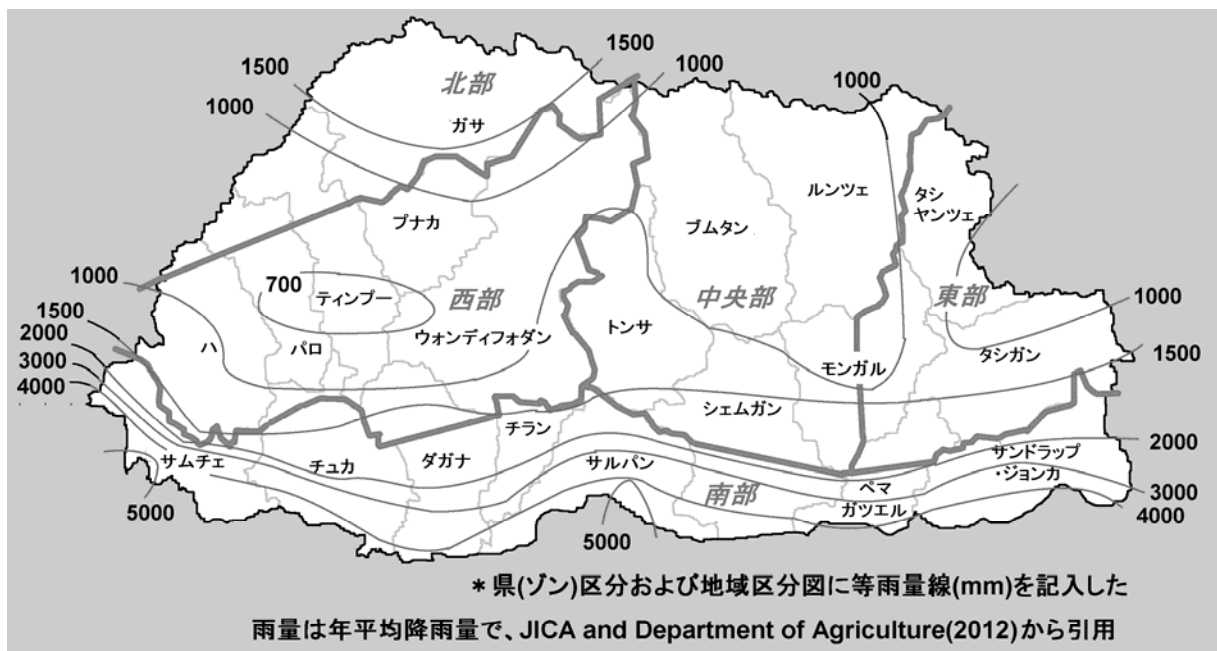 1500
1500
1000
1000
1000
北部
ガサ
ルンツェ
タシ
ヤンツェ
プナカ
ブムタン
1000
700
ティンプー
西部
中央部
東部
1000
1500
2000
3000
4000
ハ
パロ
ウォンディフォダン
トンサ
モンガル
タシガン
1500
シェムガン
チラン
2000
サムチェ
チュカ
ダガナ
サルパン
南部
ペマ
ガツエル
サンドラップ
・ジョンカ
3000
4000
5000
5000
＊県(ゾン)区分および地域区分図に等雨量線(mm)を記入した
雨量は年平均降雨量で、JICA and Department of Agriculture(2012)から引用